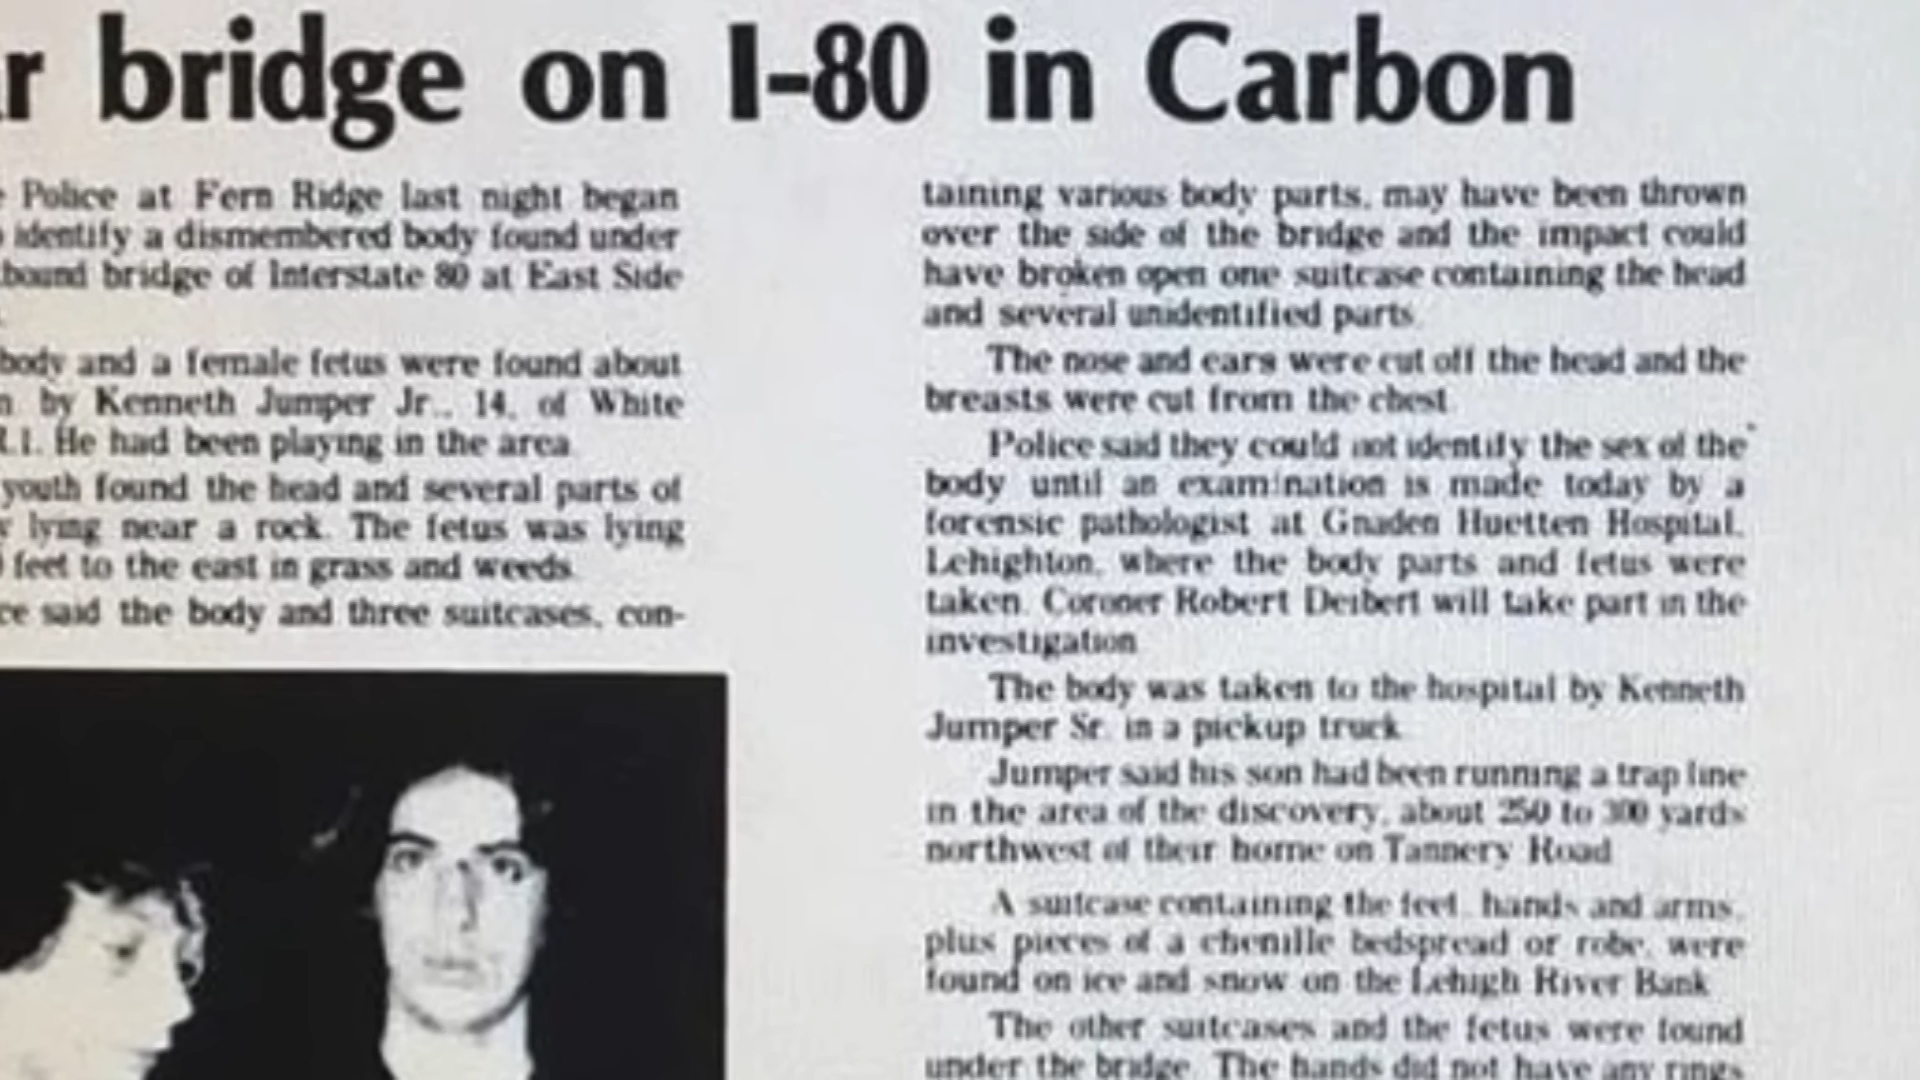 r bridge on I-80 in Carbon
Police at Fern Ridge last night began
identify a dismembered body found under
bound bridge of Interstate 80 at East Side
body and a female fetus were found about
by Kenneth Jumper Jr., 14, of White
R.1. He had been playing in the area.
youth found the head and several parts of
lying near a rock. The fetus was lying
feet to the east in grass and weeds.
ce said the body and three suitcases, con-
taining various body parts, may have been thrown
over the side of the bridge and the impact could
have broken open one suitcase containing the head
and several unidentified parts.
The nose and ears were cut off the head and the
breasts were cut from the chest.
Police said they could not identify the sex of the
body until an examination is made today by a
forensic pathologist at Gnaden Huetten Hospital,
Lehighton, where the body parts and fetus were
taken. Coroner Robert Deibert will take part in the
investigation.
The body was taken to the hospital by Kenneth
Jumper Sr. in a pickup truck.
Jumper said his son had been running a trap line
in the area of the discovery, about 250 to 300 yards
northwest of their home on Tannery Road.
A suitcase containing the feet, hands and arms,
plus pieces of a chenille bedspread or robe, were
found on ice and snow on the Lehigh River Bank.
The other suitcases and the fetus were found
under the bridge. The hands did not have any rings